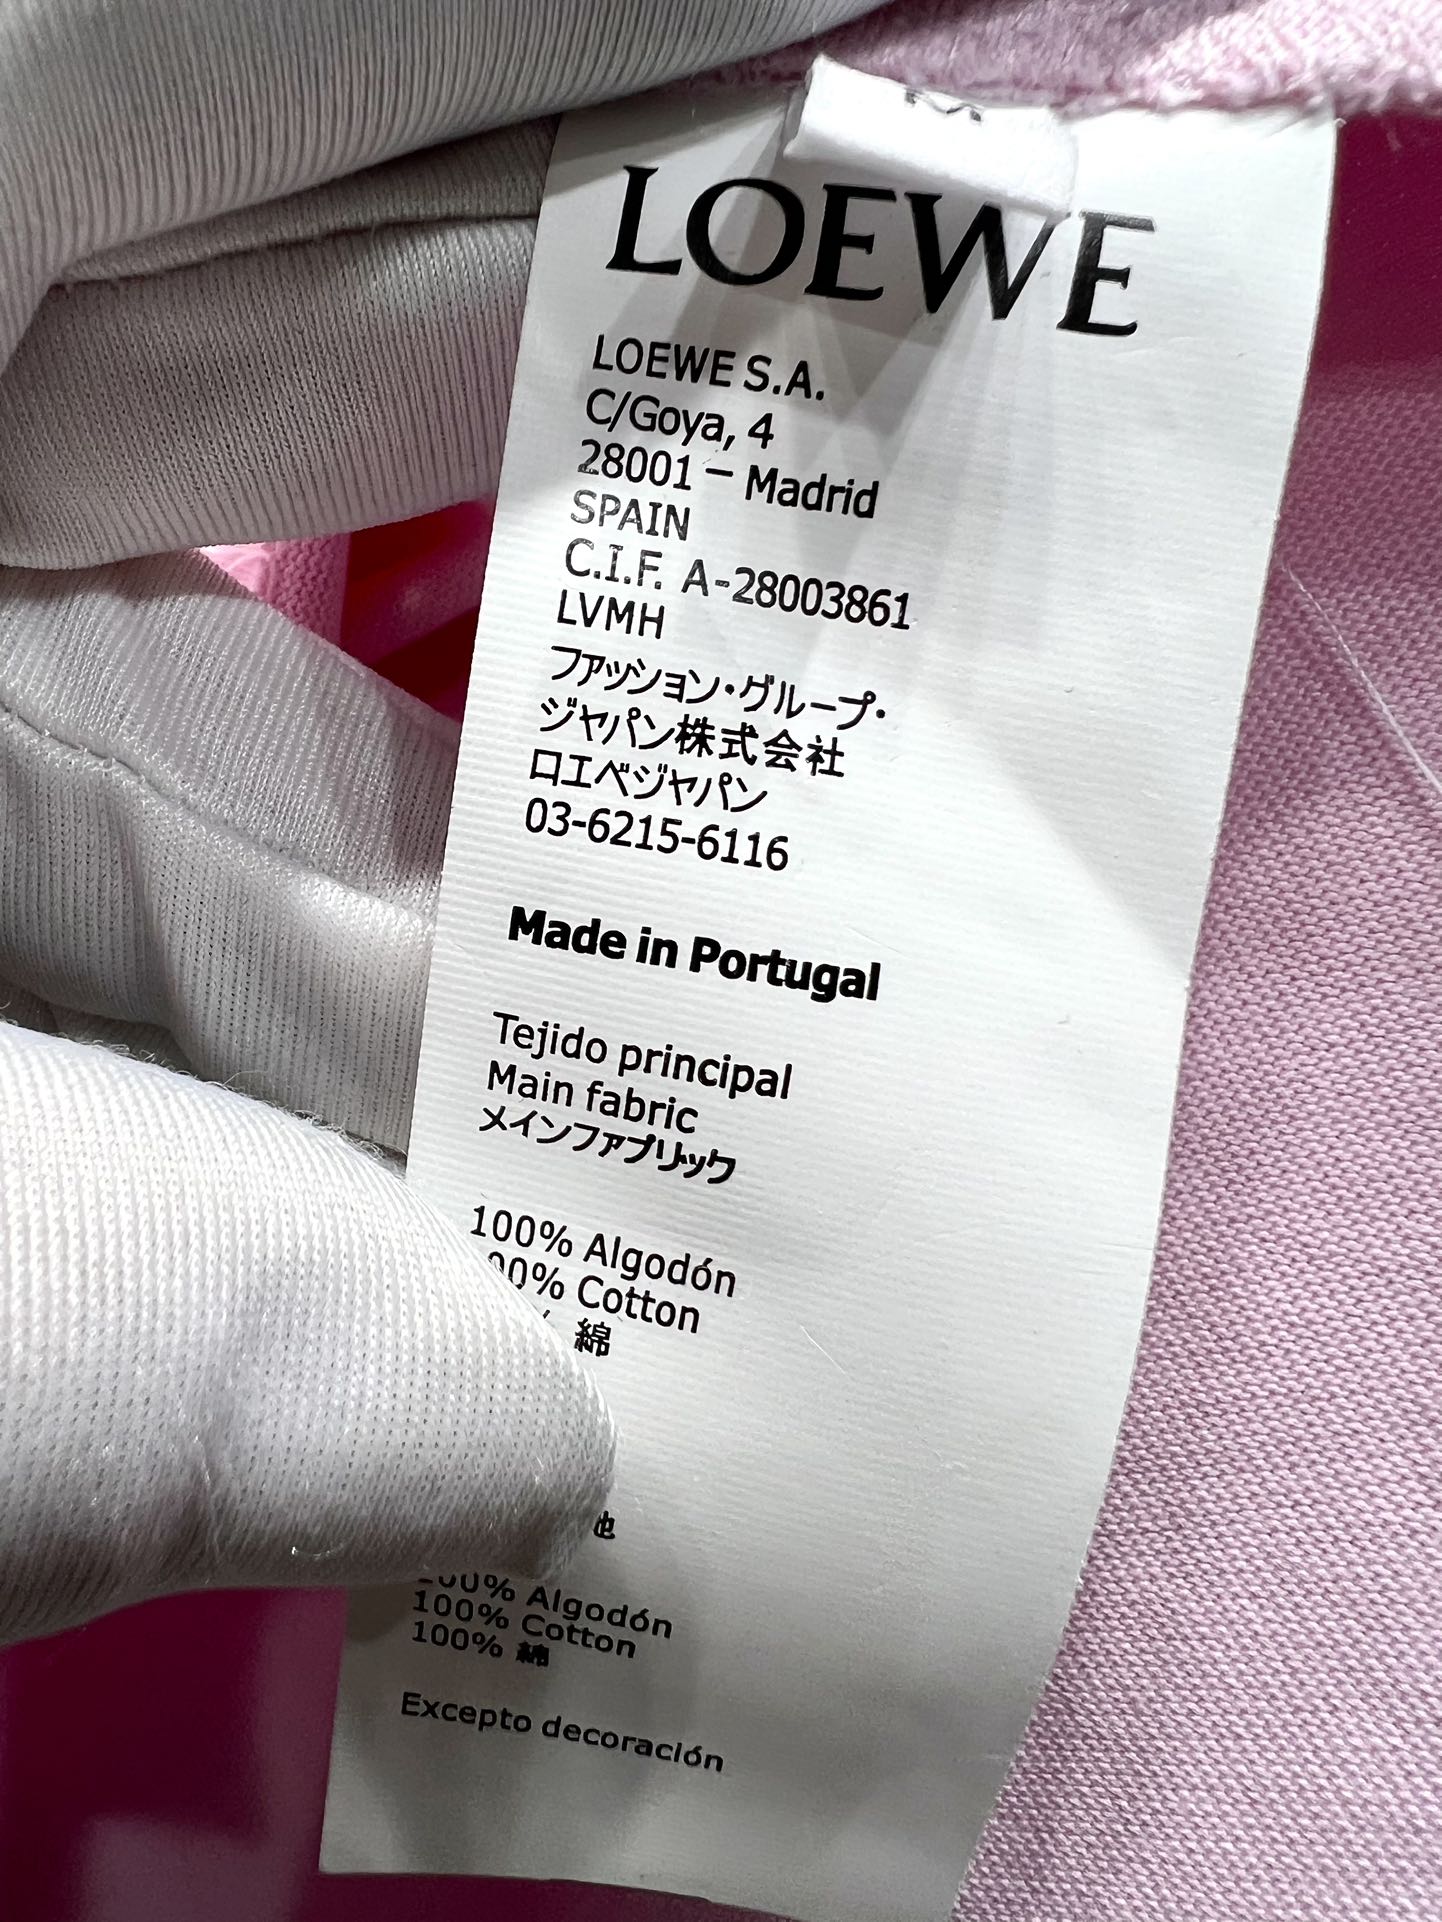 M
LOEWE
LOEWE S.A.
C/Goya, 4
28001 – Madrid
SPAIN
C.I.F. A-28003861
LVMH
ファッション・グループ・
ジャパン株式会社
ロエベジャパン
03-6215-6116
Made in Portugal
Tejido principal
Main fabric
メインファブリック
100% Algodón
Cotton
綿
100% Algodón
100% Cotton
100% 綿
Excepto decoración